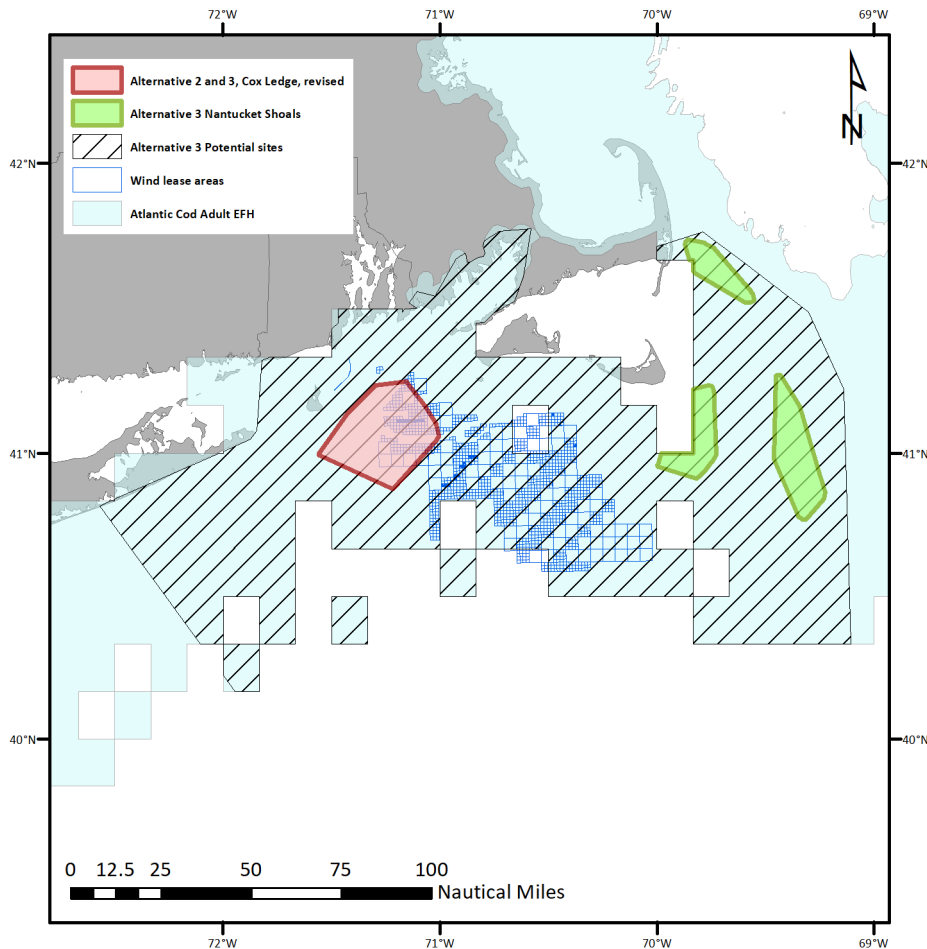 72°W 71°W 70°W 69°W
Alternative 2 and 3, Cox Ledge, revised
Alternative 3 Nantucket Shoals
Alternative 3 Potential sites
Wind lease areas
Atlantic Cod Adult EFH
N
42°N 42°N
41°N 41°N
40°N 40°N
0 12.5 25 50 75 100
Nautical Miles
72°W 71°W 70°W 69°W